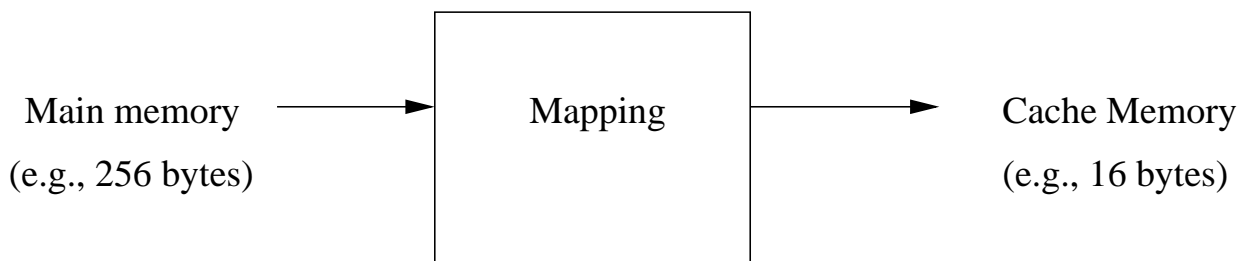 Main memory
(e.g., 256 bytes)
Mapping
Cache Memory
(e.g., 16 bytes)